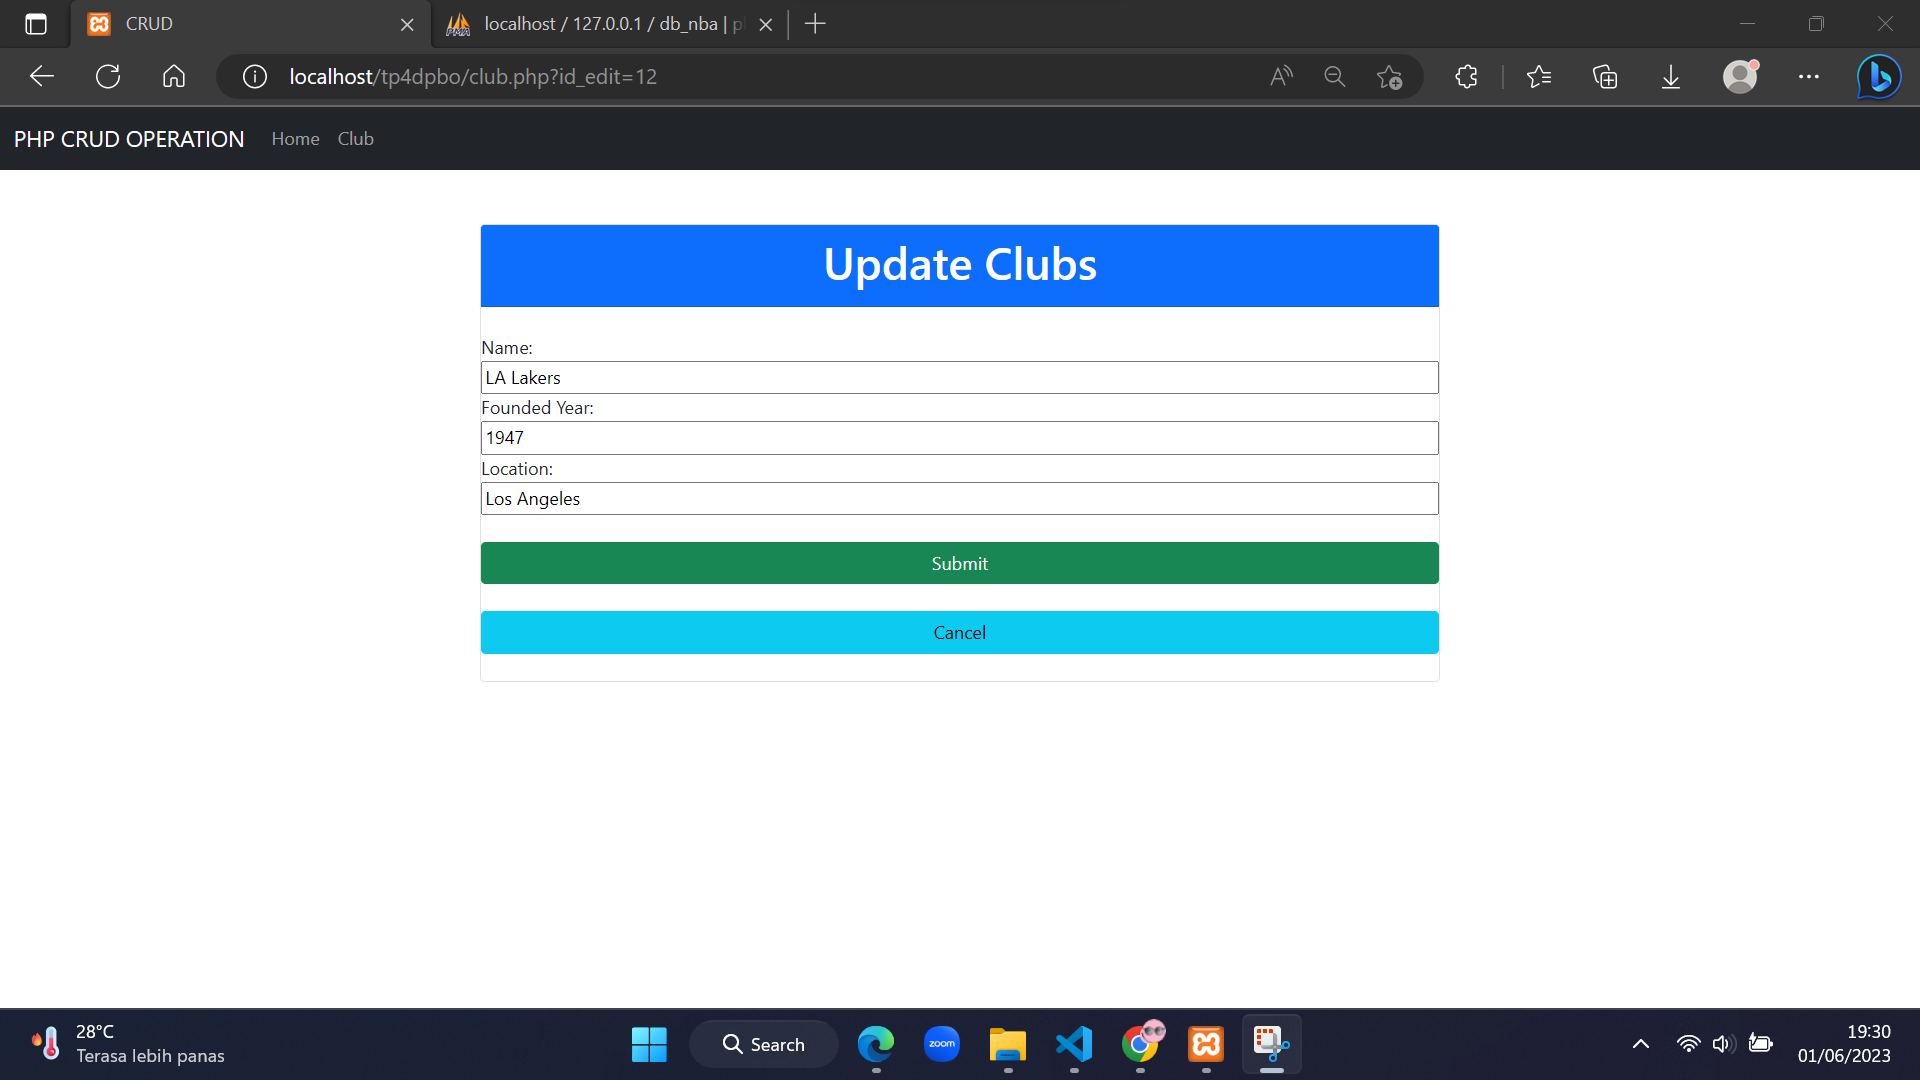 CRUD
localhost / 127.0.0.1 / db_nba |
localhost/tp4dpbo/club.php?id_edit=12
PHP CRUD OPERATION Home Club
Update Clubs
Name:
LA Lakers
Founded Year:
1947
Location:
Los Angeles
Submit
Cancel
28°C
Terasa lebih panas
Search
zoom
19:30
01/06/2023